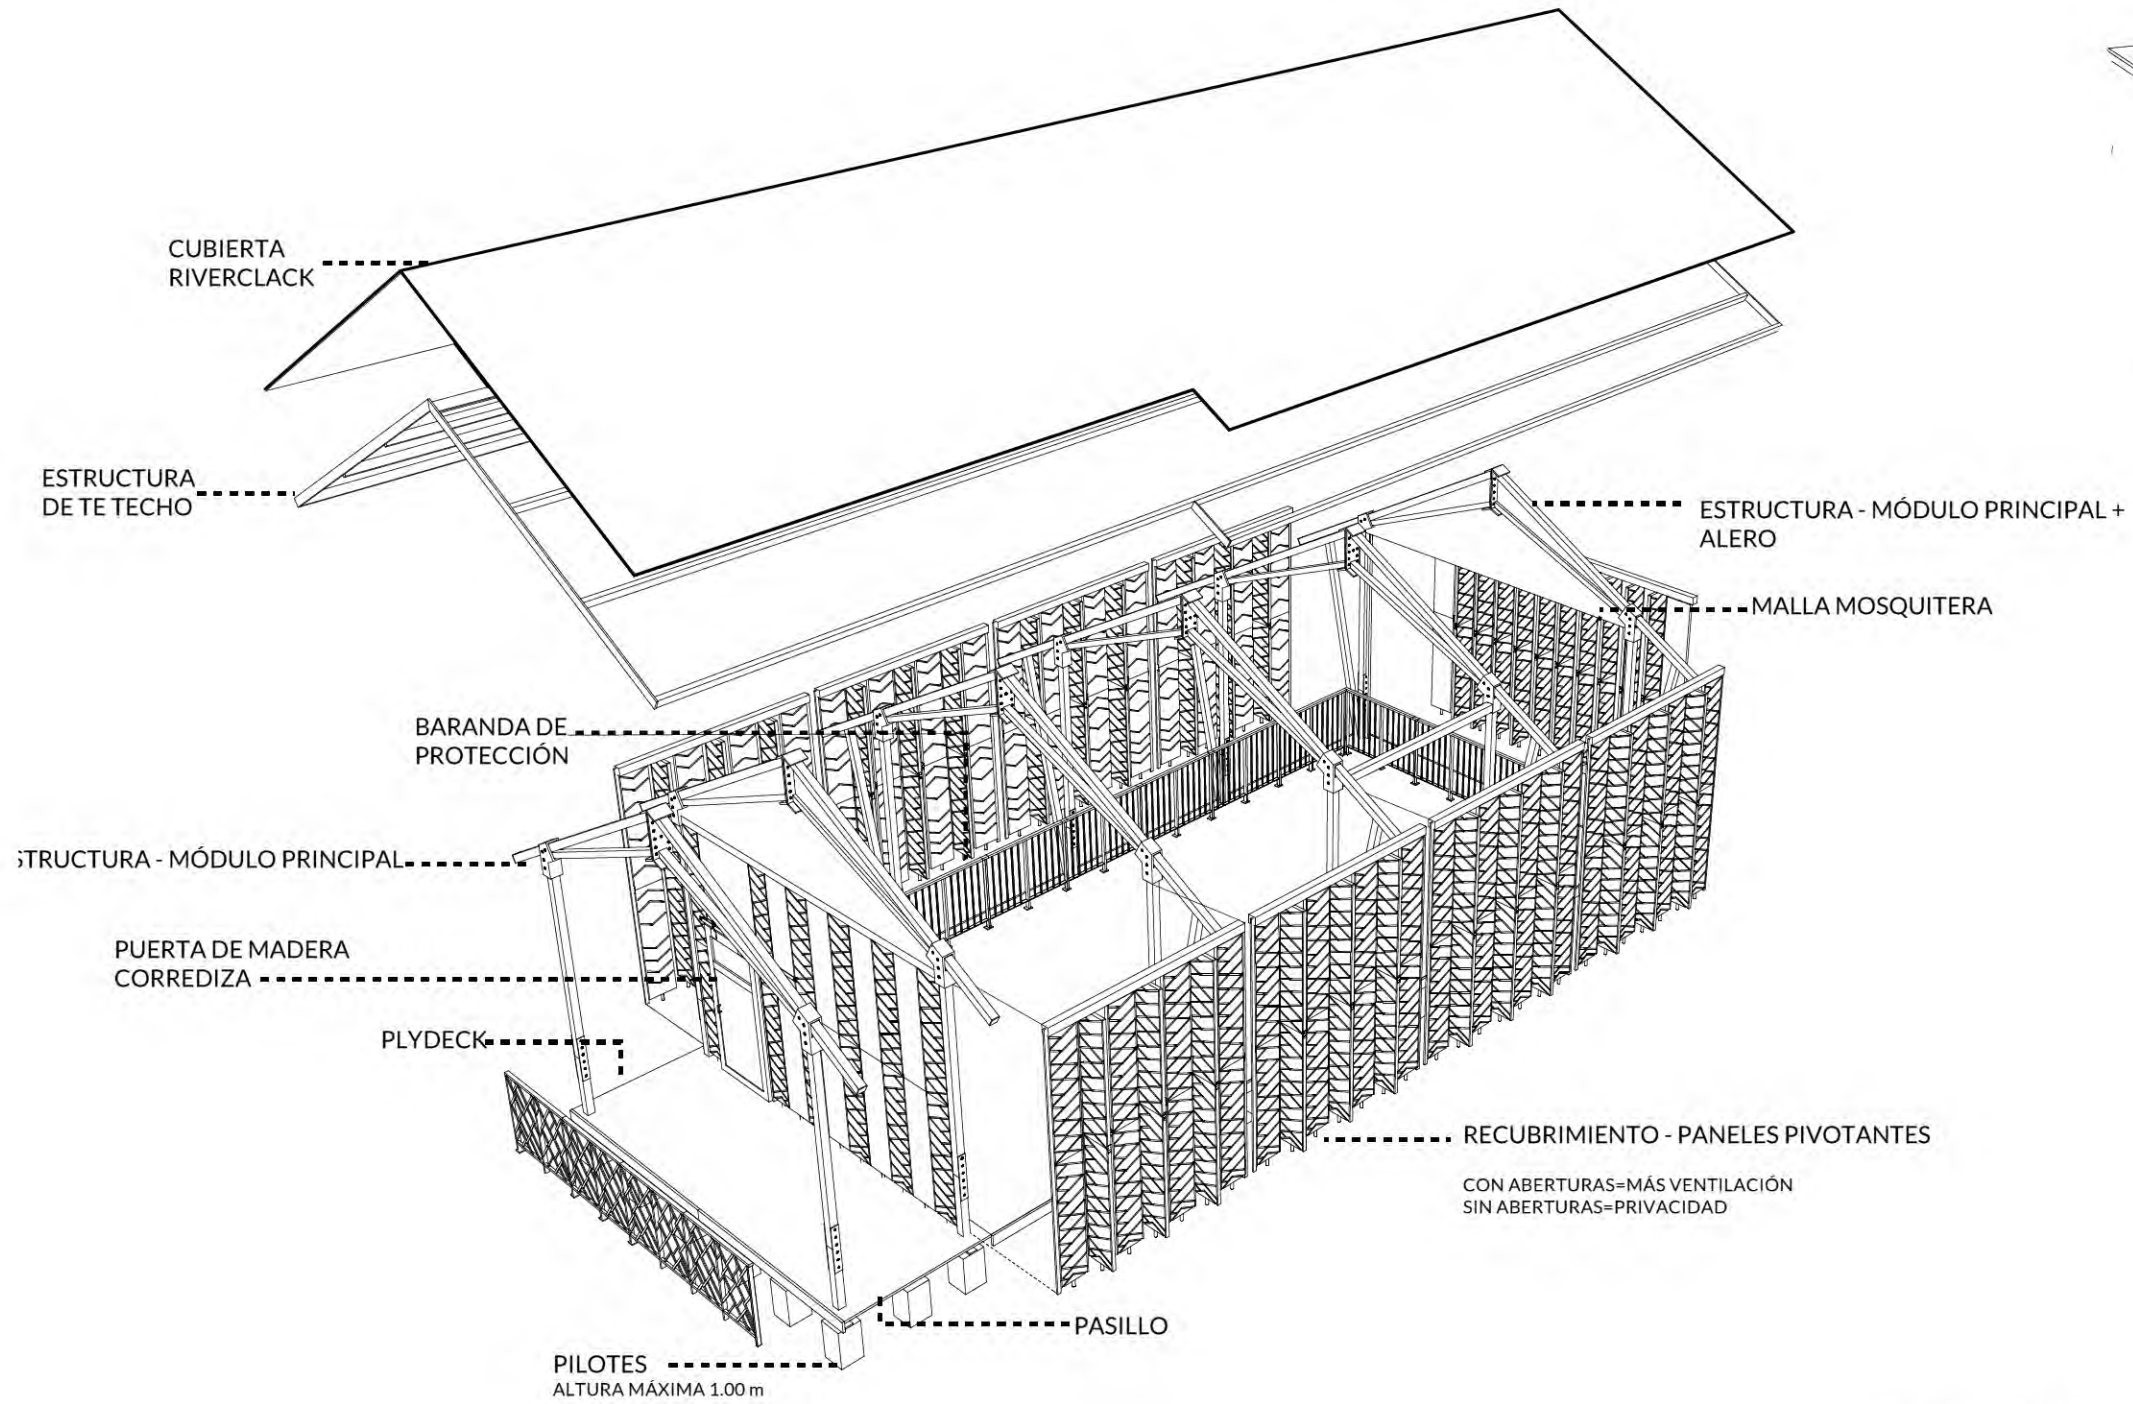 CUBIERTA
RIVERCLACK
ESTRUCTURA
DE TE TECHO
ESTRUCTURA - MÓDULO PRINCIPAL +
ALERO
MALLA MOSQUITERA
BARANDA DE
PROTECCIÓN
STRUCTURA - MÓDULO PRINCIPAL
PUERTA DE MADERA
CORREDIZA
PLYDECK
RECUBRIMIENTO - PANELES PIVOTANTES
CON ABERTURAS=MÁS VENTILACIÓN
SIN ABERTURAS=PRIVACIDAD
PASILLO
PILOTES
ALTURA MÁXIMA 1.00 m